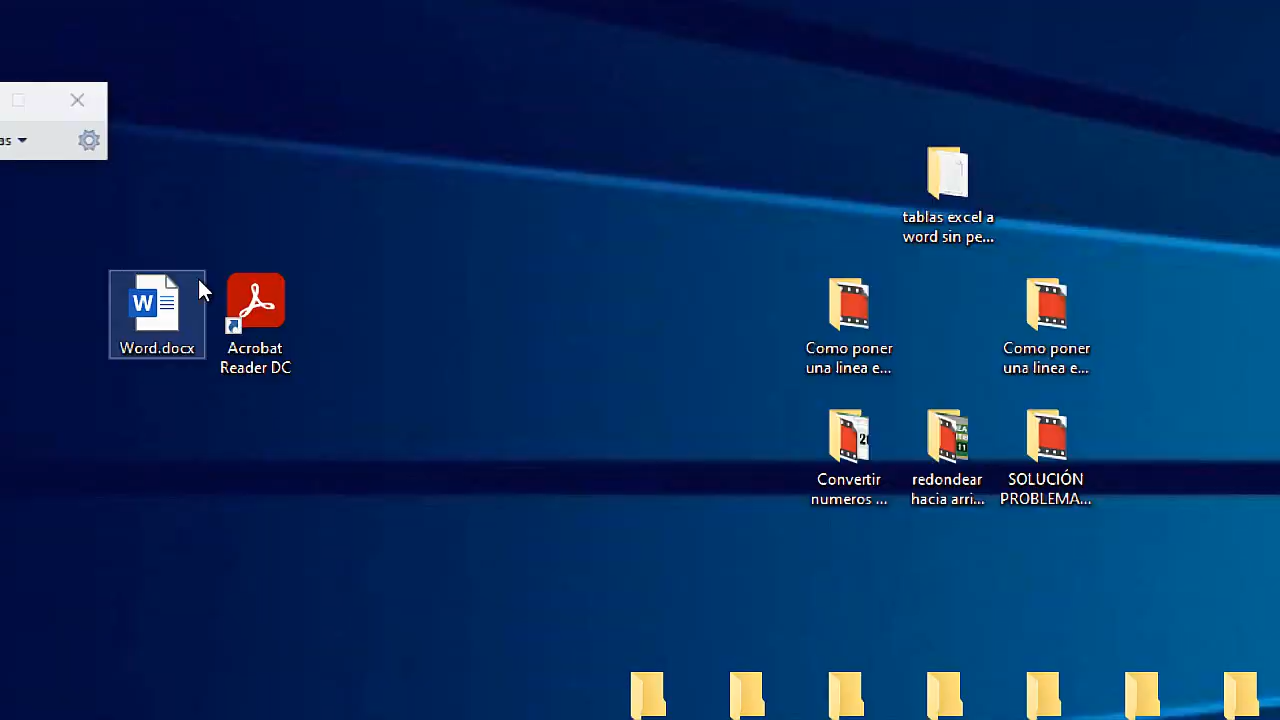 as
tablas excel a
word sin pe...
Word.docx
Acrobat
Reader DC
Como poner
una linea e...
Como poner
una linea e...
Convertir
numeros ...
redondear
hacia arri...
SOLUCIÓN
PROBLEMA...